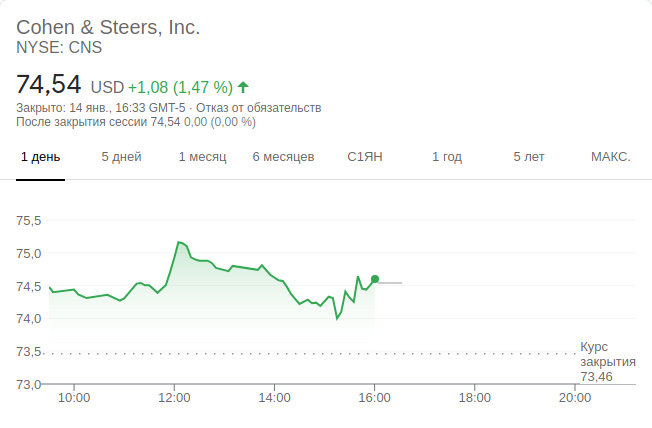 Cohen & Steers, Inc.
NYSE: CNS
74,54 USD +1,08 (1,47 %)
Закрыто: 14 янв., 16:33 GMT-5 · Отказ от обязательств
После закрытия сессии 74,54 0,00 (0,00 %)
1 день 5 дней 1 месяц 6 месяцев С1ЯН 1 год 5 лет МАКС.
75,5
75,0
74,5
74,0
73,5
73,0
Курс
закрытия
73,46
10:00 12:00 14:00 16:00 18:00 20:00